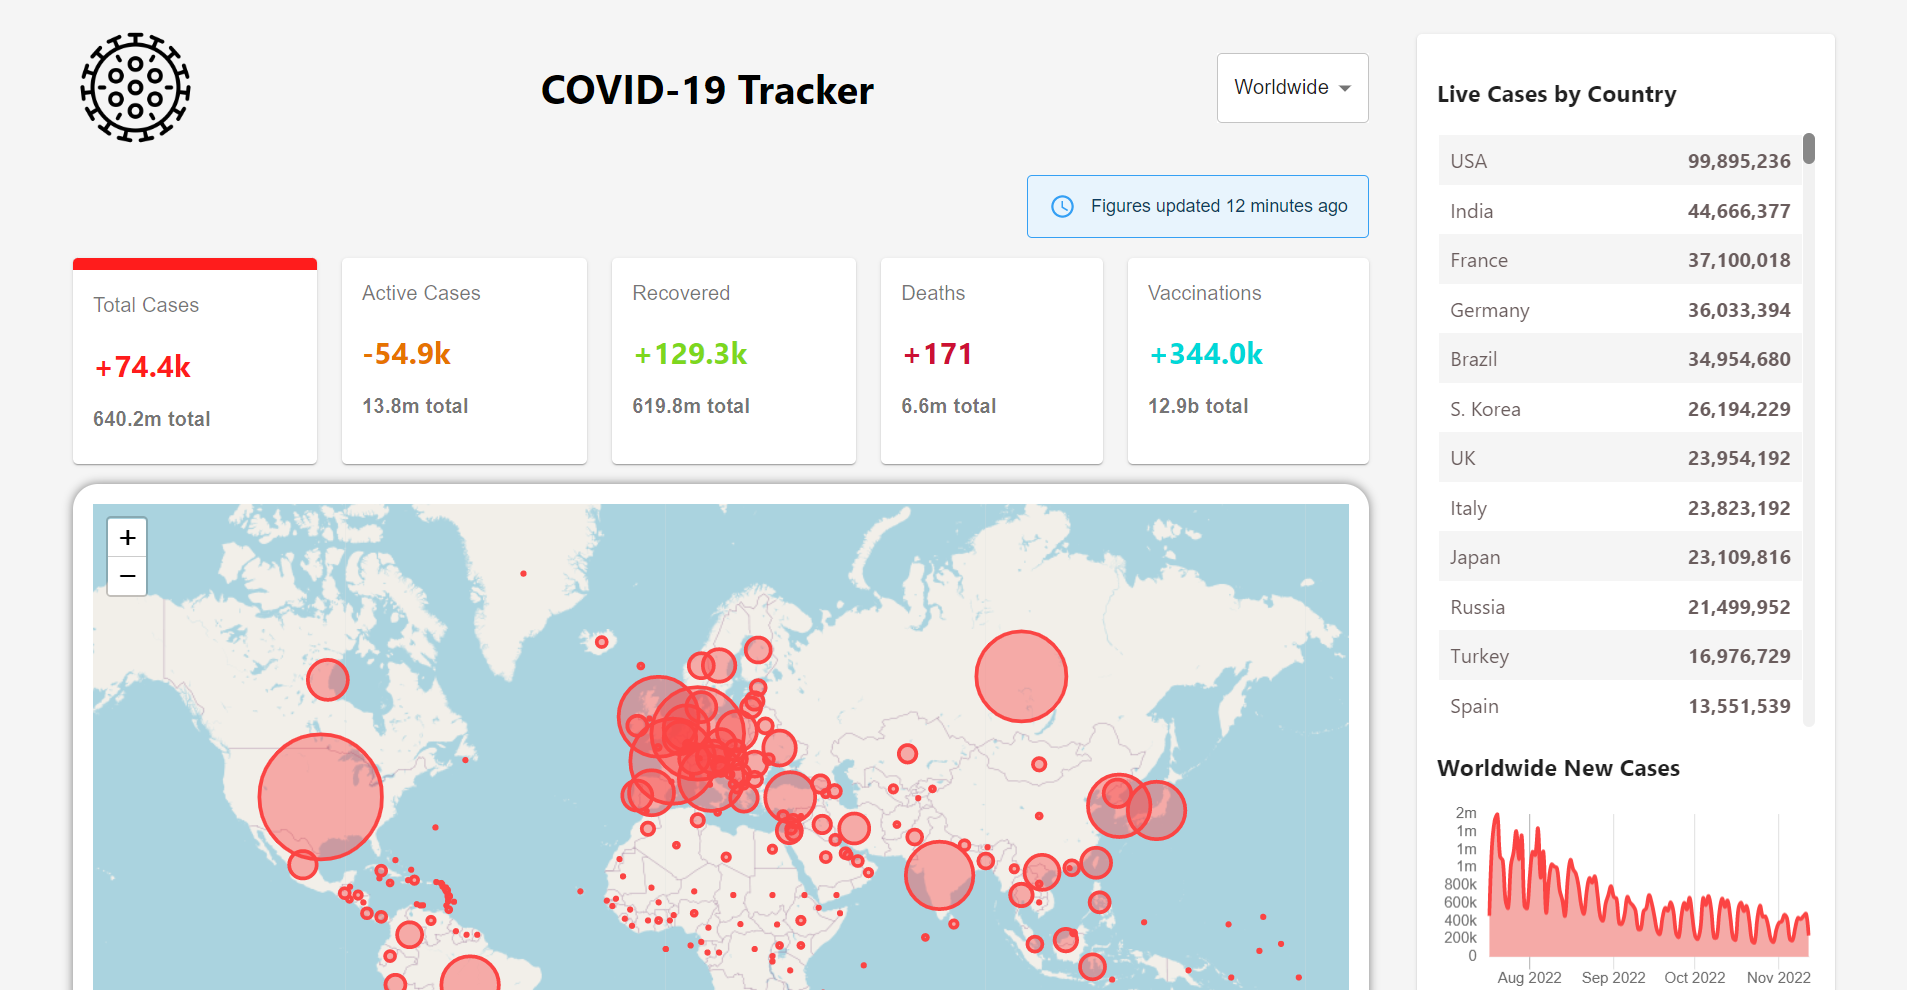 COVID-19 Tracker
Worldwide
Figures updated 12 minutes ago
Total Cases
+74.4k
640.2m total
Active Cases
-54.9k
13.8m total
Recovered
+129.3k
619.8m total
Deaths
+171
6.6m total
Vaccinations
+344.0k
12.9b total
+
−
Live Cases by Country
USA 99,895,236
India 44,666,377
France 37,100,018
Germany 36,033,394
Brazil 34,954,680
S. Korea 26,194,229
UK 23,954,192
Italy 23,823,192
Japan 23,109,816
Russia 21,499,952
Turkey 16,976,729
Spain 13,551,539
Worldwide New Cases
2m
1m
1m
1m
800k
600k
400k
200k
0
Aug 2022 Sep 2022 Oct 2022 Nov 2022